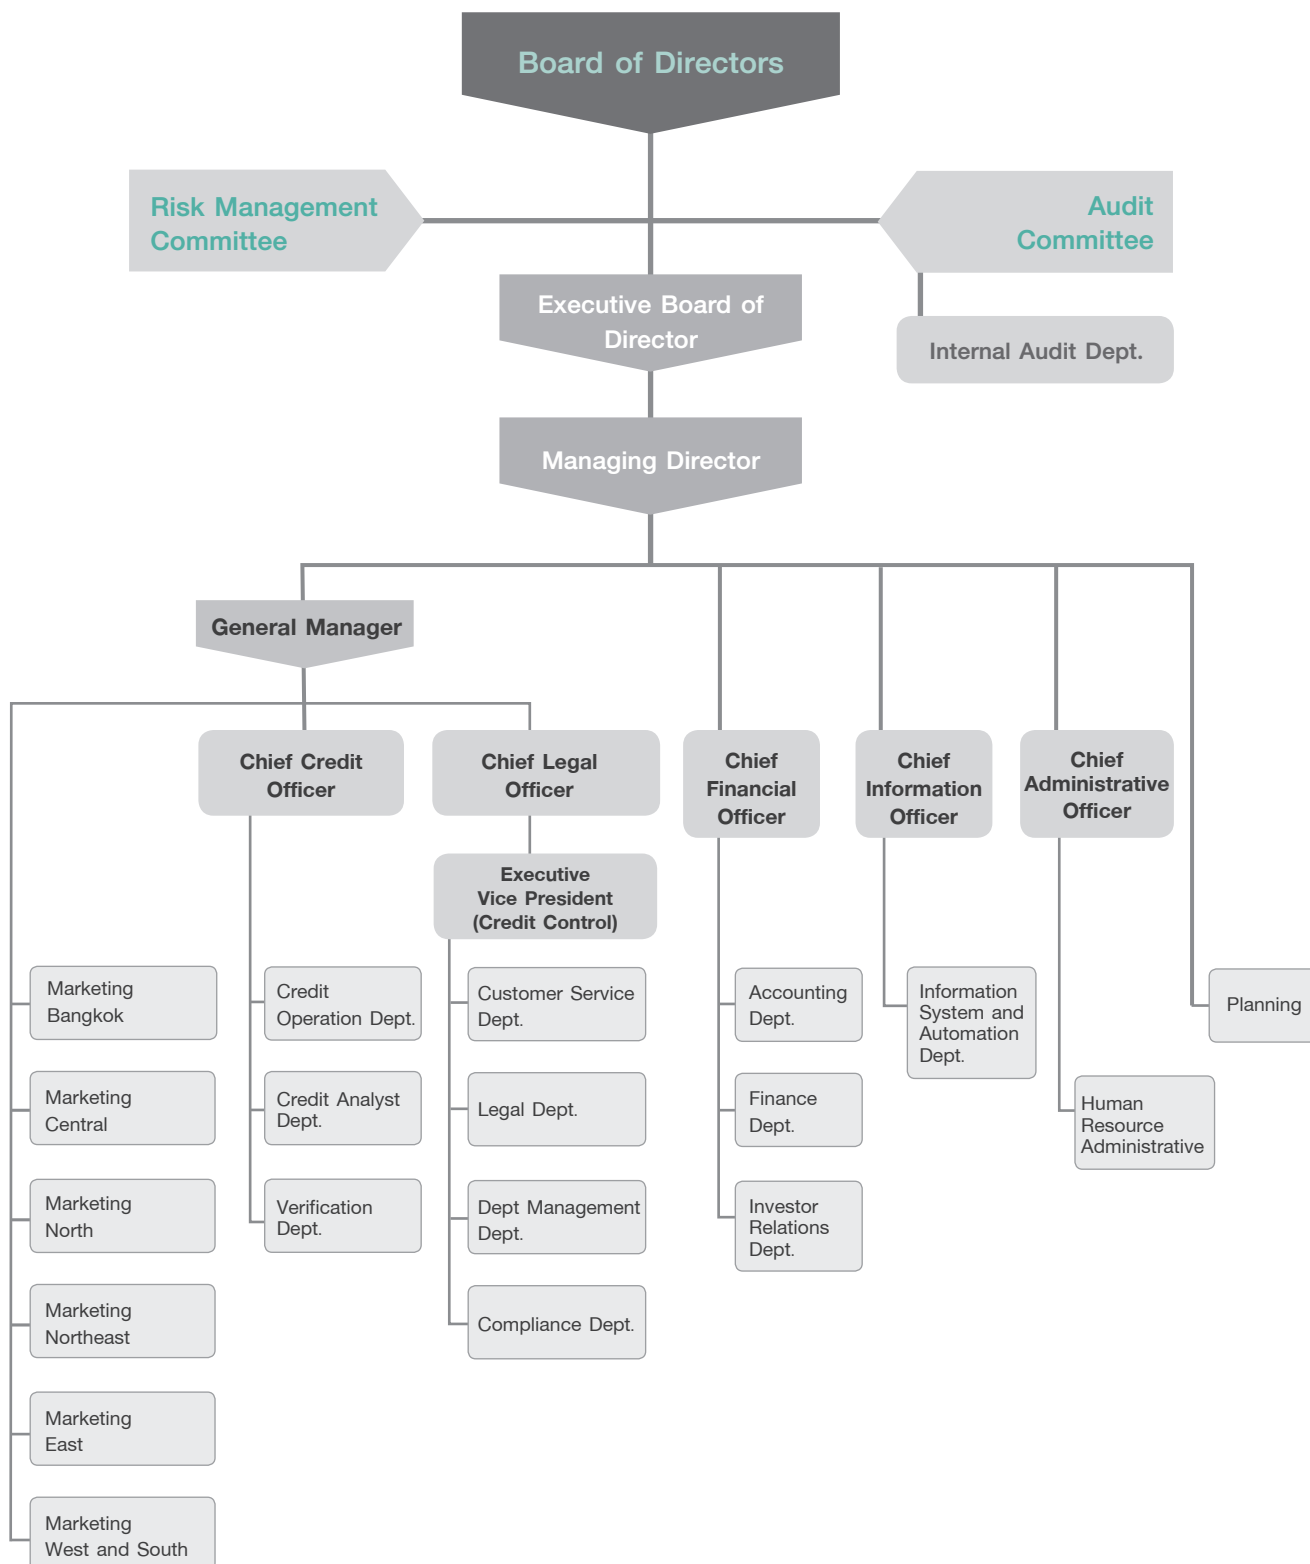 Board of Directors
Risk Management
Committee
Audit
Committee
Executive Board of
Director
Internal Audit Dept.
Managing Director
General Manager
Chief Credit
Officer
Chief Legal
Officer
Chief
Financial
Officer
Chief
Information
Officer
Chief
Administrative
Officer
Executive
Vice President
(Credit Control)
Marketing
Bangkok
Marketing
Central
Marketing
North
Marketing
Northeast
Marketing
East
Marketing
West and South
Credit
Operation Dept.
Credit Analyst
Dept.
Verification
Dept.
Customer Service
Dept.
Legal Dept.
Dept Management
Dept.
Compliance Dept.
Accounting
Dept.
Finance
Dept.
Investor
Relations
Dept.
Information
System and
Automation
Dept.
Human
Resource
Administrative
Planning